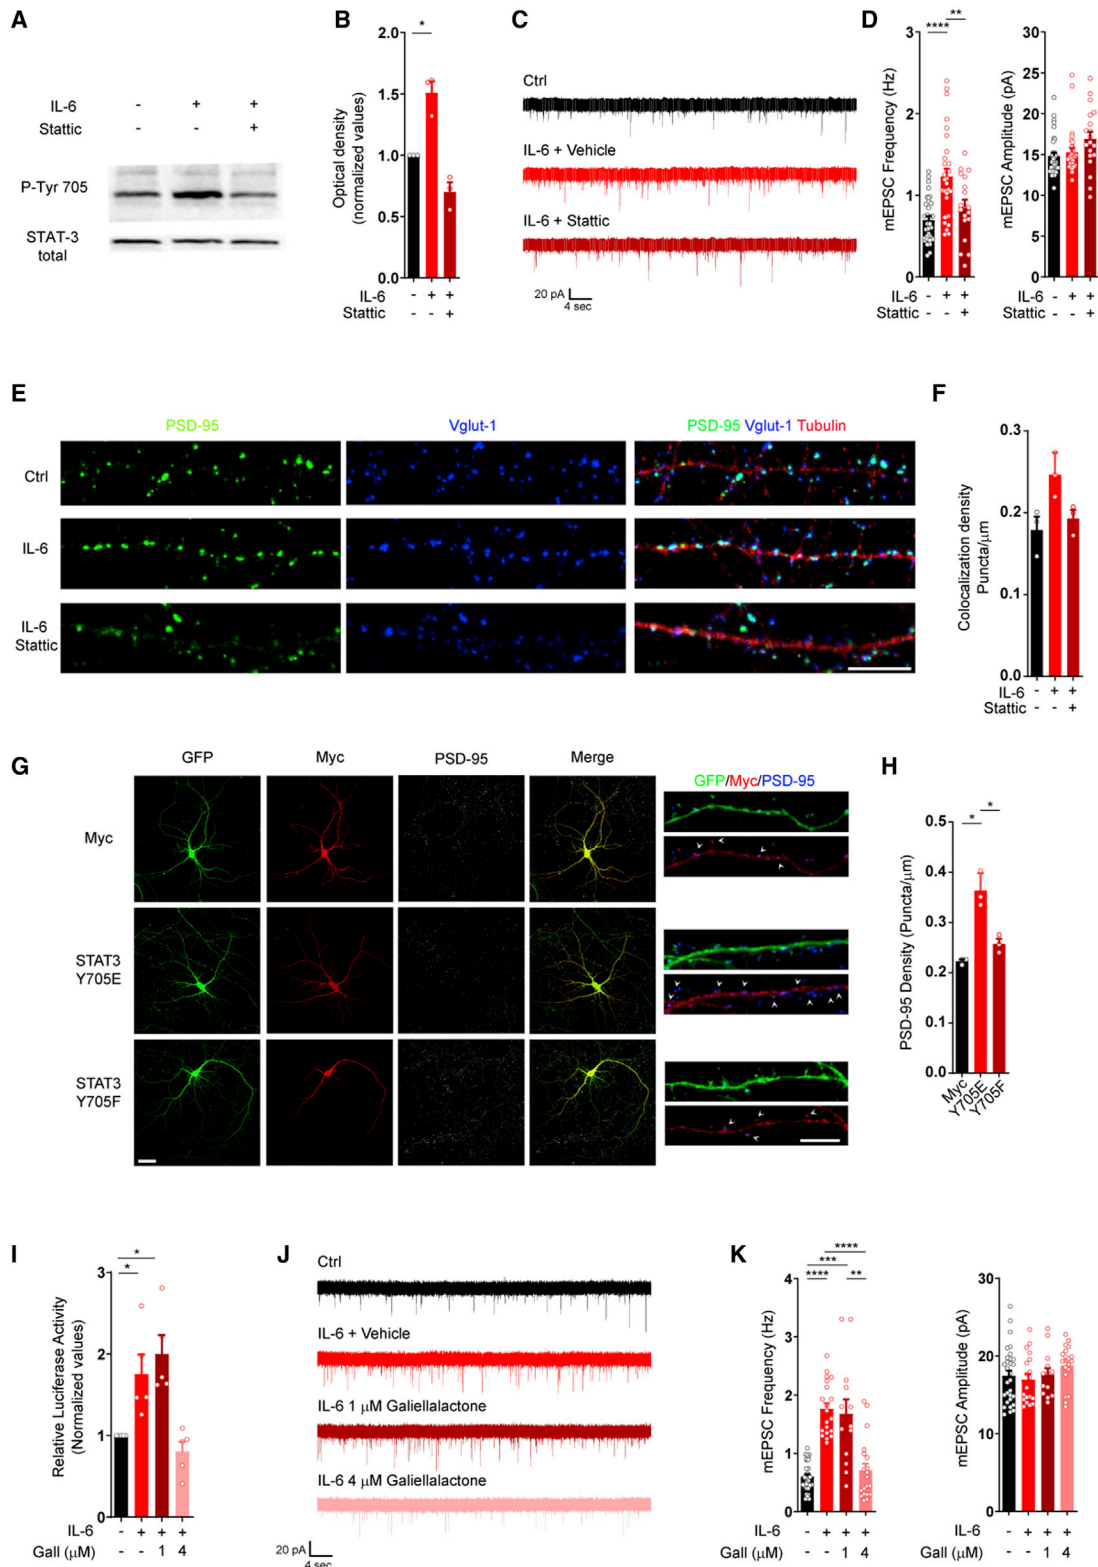 A
IL-6 - + +
Stattic - - +
P-Tyr 705
STAT-3
total
B
Optical density
(normalized values)
2.0
1.5
1.0
0.5
0.0
*
IL-6 - + +
Stattic - - +
C
Ctrl
IL-6 + Vehicle
IL-6 + Stattic
20 pA
4 sec
D
mEPSC Frequency (Hz)
3
2
1
0
**** **
IL-6 - + +
Stattic - - +
mEPSC Amplitude (pA)
30
25
20
15
10
5
0
IL-6 - + +
Stattic - - +
E
PSD-95 Vglut-1 PSD-95 Vglut-1 Tubulin
Ctrl
IL-6
IL-6
Stattic
F
Colocalization density
Puncta/μm
0.3
0.2
0.1
0.0
IL-6 - + +
Stattic - - +
G
GFP Myc PSD-95 Merge
GFP/Myc/PSD-95
Myc
STAT3
Y705E
STAT3
Y705F
H
PSD-95 Density (Puncta/μm)
0.5
0.4
0.3
0.2
0.1
0.0
* *
Myc
Y705E
Y705F
I
Relative Luciferase Activity
(Normalized values)
3
2
1
0
*
*
IL-6 - + + +
Gall (μM) - - 1 4
J
Ctrl
IL-6 + Vehicle
IL-6 1 μM Galiellalactone
IL-6 4 μM Galiellalactone
20 pA
4 sec
K
mEPSC Frequency (Hz)
4
3
2
1
0
****
***
**** **
IL-6 - + + +
Gall (μM) - - 1 4
mEPSC Amplitude (pA)
30
20
10
0
IL-6 - + + +
Gall (μM) - - 1 4